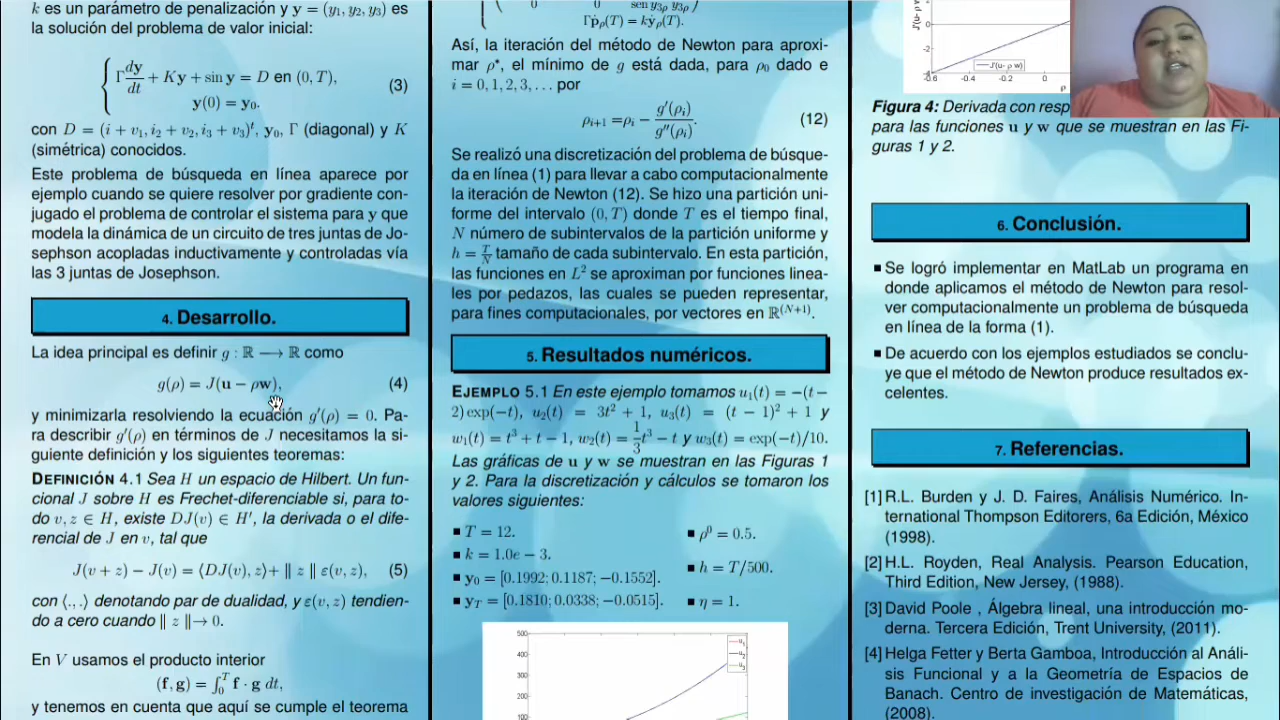 k es un parámetro de penalización y y = (y₁, y₂, y₃) es
la solución del problema de valor inicial:
Γ dy/dt + Ky + sin y = D en (0, T), (3)
y(0) = y₀.
con D = (i + v₁, i₂ + v₂, i₃ + v₃)ᵗ, y₀, Γ (diagonal) y K
(simétrica) conocidos.
Este problema de búsqueda en línea aparece por
ejemplo cuando se quiere resolver por gradiente con-
jugado el problema de controlar el sistema para y que
modela la dinámica de un circuito de tres juntas de Jo-
sephson acopladas inductivamente y controladas vía
las 3 juntas de Josephson.
4. Desarrollo.
La idea principal es definir g : ℝ ⟶ ℝ como
g(ρ) = J(u − ρw), (4)
y minimizarla resolviendo la ecuación g′(ρ) = 0. Pa-
ra describir g′(ρ) en términos de J necesitamos la si-
guiente definición y los siguientes teoremas:
DEFINICIÓN 4.1 Sea H un espacio de Hilbert. Un fun-
cional J sobre H es Frechet-diferenciable si, para to-
do v, z ∈ H, existe DJ(v) ∈ H′, la derivada o el dife-
rencial de J en v, tal que
J(v + z) − J(v) = ⟨DJ(v), z⟩+ ∥ z ∥ ε(v, z), (5)
con ⟨., .⟩ denotando par de dualidad, y ε(v, z) tendien-
do a cero cuando ∥ z ∥→ 0.
En V usamos el producto interior
(f, g) = ∫₀ᵀ f · g dt,
y tenemos en cuenta que aquí se cumple el teorema
0 0 sen y₃ρ y₃ρ
Γṗρ(T) = kẏρ(T).
Así, la iteración del método de Newton para aproxi-
mar ρ*, el mínimo de g está dada, para ρ₀ dado e
i = 0, 1, 2, 3, . . . por
ρᵢ₊₁ =ρᵢ − g′(ρᵢ)/g″(ρᵢ). (12)
Se realizó una discretización del problema de búsque-
da en línea (1) para llevar a cabo computacionalmente
la iteración de Newton (12). Se hizo una partición uni-
forme del intervalo (0, T) donde T es el tiempo final,
N número de subintervalos de la partición uniforme y
h = T/N tamaño de cada subintervalo. En esta partición,
las funciones en L² se aproximan por funciones linea-
les por pedazos, las cuales se pueden representar,
para fines computacionales, por vectores en ℝ⁽ᴺ⁺¹⁾.
5. Resultados numéricos.
EJEMPLO 5.1 En este ejemplo tomamos u₁(t) = −(t−
2) exp(−t), u₂(t) = 3t² + 1, u₃(t) = (t − 1)² + 1 y
w₁(t) = t³ + t − 1, w₂(t) = 1/3 t³ − t y w₃(t) = exp(−t)/10.
Las gráficas de u y w se muestran en las Figuras 1
y 2. Para la discretización y cálculos se tomaron los
valores siguientes:
▪ T = 12.
▪ k = 1.0e − 3.
▪ y₀ = [0.1992; 0.1187; −0.1552].
▪ y_T = [0.1810; 0.0338; −0.0515].
▪ ρ⁰ = 0.5.
▪ h = T/500.
▪ η = 1.
500
400
300
200
100
u₁
u₂
u₃
J'(u- ρ w)
0
-2
-4
-0.6 -0.4 -0.2 0
ρ
J'(u- ρ w)
Figura 4: Derivada con resp
para las funciones u y w que se muestran en las Fi-
guras 1 y 2.
6. Conclusión.
▪ Se logró implementar en MatLab un programa en
donde aplicamos el método de Newton para resol-
ver computacionalmente un problema de búsqueda
en línea de la forma (1).
▪ De acuerdo con los ejemplos estudiados se conclu-
ye que el método de Newton produce resultados ex-
celentes.
7. Referencias.
[1] R.L. Burden y J. D. Faires, Análisis Numérico. In-
ternational Thompson Editorers, 6a Edición, México
(1998).
[2] H.L. Royden, Real Analysis. Pearson Education,
Third Edition, New Jersey, (1988).
[3] David Poole , Álgebra lineal, una introducción mo-
derna. Tercera Edición, Trent University, (2011).
[4] Helga Fetter y Berta Gamboa, Introducción al Análi-
sis Funcional y a la Geometría de Espacios de
Banach. Centro de investigación de Matemáticas,
(2008).